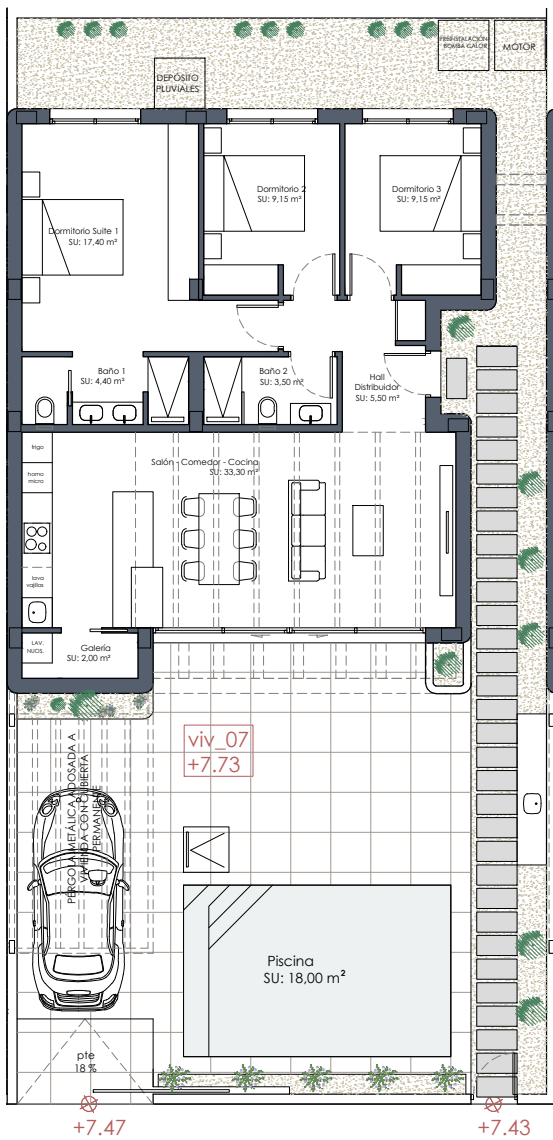 PREINSTALACIÓN
BOMBA CALOR
MOTOR
DEPÓSITO
PLUVIALES
Dormitorio Suite 1
SU: 17,40 m²
Dormitorio 2
SU: 9,15 m²
Dormitorio 3
SU: 9,15 m²
Baño 1
SU: 4,40 m²
Baño 2
SU: 3,50 m²
Hall
Distribuidor
SU: 5,50 m²
frigo
horno
micro
lava
vajillas
Salón - Comedor - Cocina
SU: 33,30 m²
LAV.
NUOS.
Galería
SU: 2,00 m²
viv_07
+7.73
PERGOLA METÁLICA ADOSADA A
VIVIENDA CON CUBIERTA
PERMANENTE
Piscina
SU: 18,00 m²
pte
18 %
+7.47
+7.43